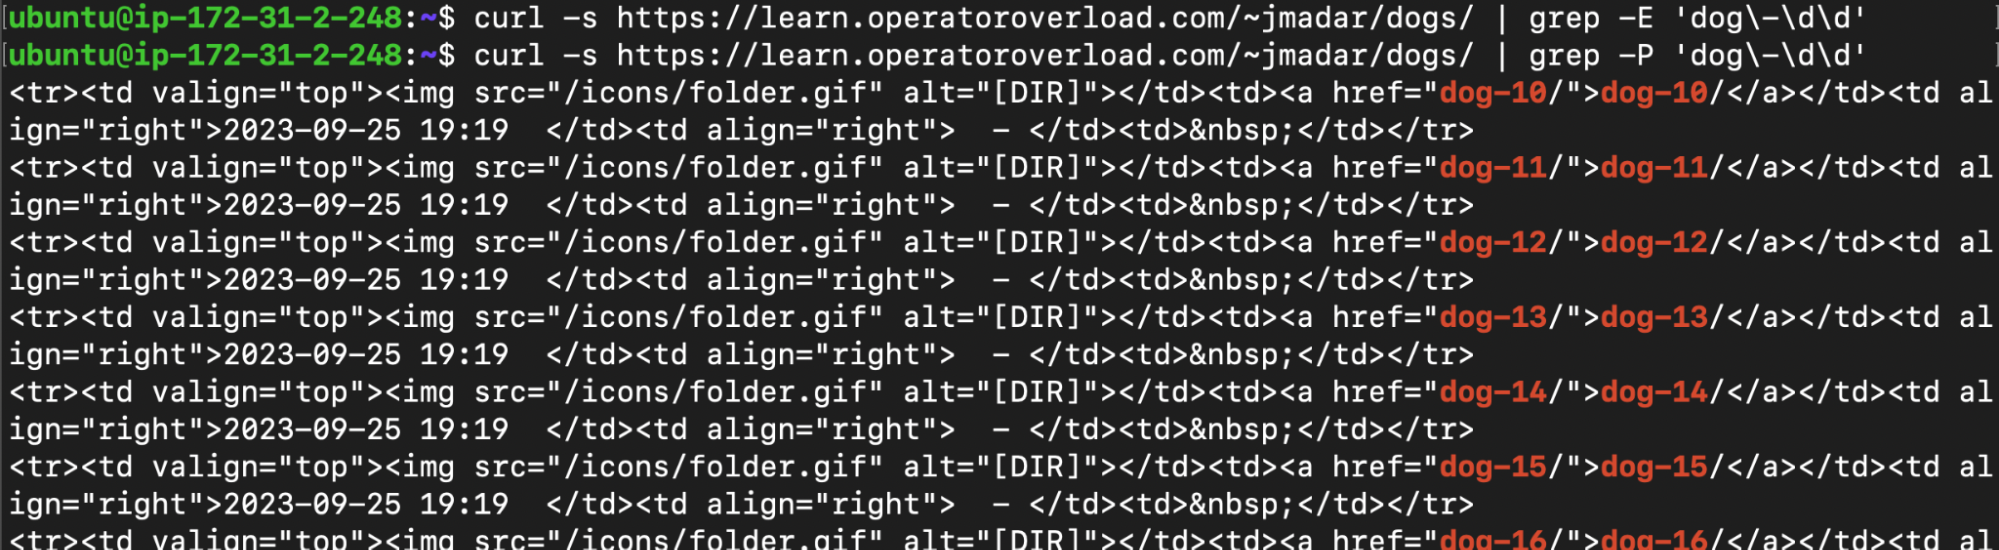 ubuntu@ip-172-31-2-248:~$ curl -s https://learn.operatoroverload.com/~jmadar/dogs/ | grep -E 'dog\-\d\d'
ubuntu@ip-172-31-2-248:~$ curl -s https://learn.operatoroverload.com/~jmadar/dogs/ | grep -P 'dog\-\d\d'
<tr><td valign="top"><img src="/icons/folder.gif" alt="[DIR]"></td><td><a href="dog-10/">dog-10/</a></td><td al
ign="right">2023-09-25 19:19  </td><td align="right">  - </td><td>&nbsp;</td></tr>
<tr><td valign="top"><img src="/icons/folder.gif" alt="[DIR]"></td><td><a href="dog-11/">dog-11/</a></td><td al
ign="right">2023-09-25 19:19  </td><td align="right">  - </td><td>&nbsp;</td></tr>
<tr><td valign="top"><img src="/icons/folder.gif" alt="[DIR]"></td><td><a href="dog-12/">dog-12/</a></td><td al
ign="right">2023-09-25 19:19  </td><td align="right">  - </td><td>&nbsp;</td></tr>
<tr><td valign="top"><img src="/icons/folder.gif" alt="[DIR]"></td><td><a href="dog-13/">dog-13/</a></td><td al
ign="right">2023-09-25 19:19  </td><td align="right">  - </td><td>&nbsp;</td></tr>
<tr><td valign="top"><img src="/icons/folder.gif" alt="[DIR]"></td><td><a href="dog-14/">dog-14/</a></td><td al
ign="right">2023-09-25 19:19  </td><td align="right">  - </td><td>&nbsp;</td></tr>
<tr><td valign="top"><img src="/icons/folder.gif" alt="[DIR]"></td><td><a href="dog-15/">dog-15/</a></td><td al
ign="right">2023-09-25 19:19  </td><td align="right">  - </td><td>&nbsp;</td></tr>
<tr><td valign="top"><img src="/icons/folder.gif" alt="[DIR]"></td><td><a href="dog-16/">dog-16/</a></td><td al